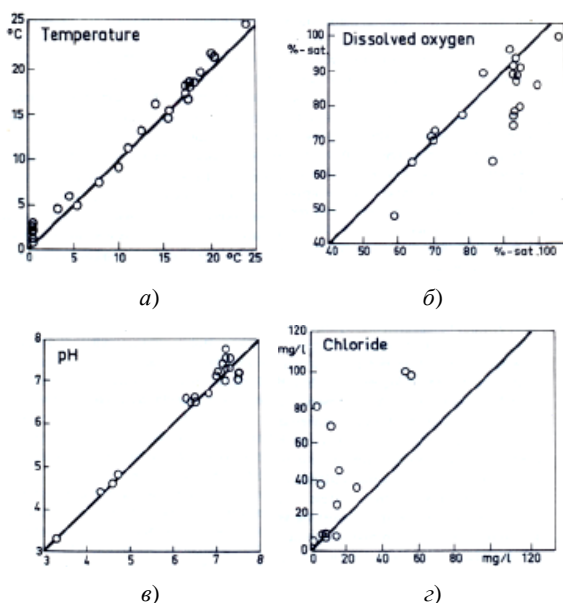 25
°C
20
15
10
5
0
Temperature
0 5 10 15 20 °C 25
а)
100
%-sat.
90
80
70
60
50
40
Dissolved oxygen
40 50 60 70 80 %-sat. 100
б)
8
7
6
5
4
3
pH
3 4 5 6 7 8
в)
120
mg/l
100
80
60
40
20
0
Chloride
0 20 40 60 80 mg/l 120
г)